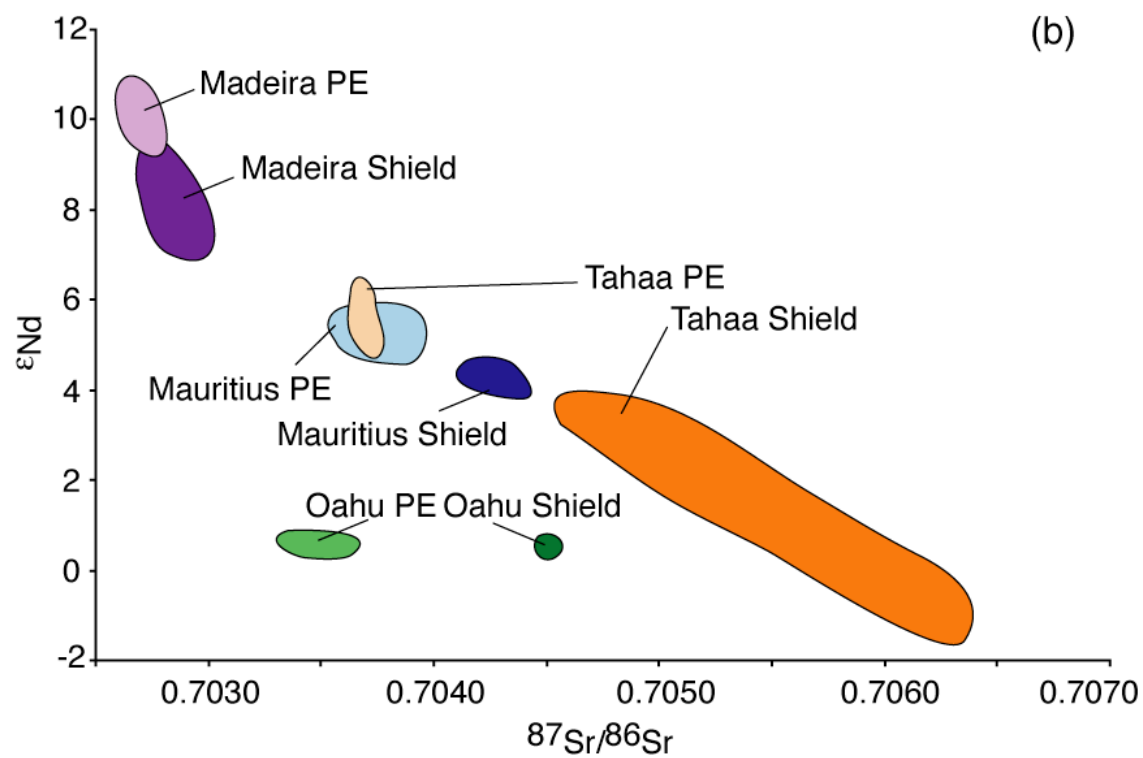 (b)
12
10
8
6
4
2
0
-2
εNd
Madeira PE
Madeira Shield
Tahaa PE
Tahaa Shield
Mauritius PE
Mauritius Shield
Oahu PE Oahu Shield
0.7030 0.7040 0.7050 0.7060 0.7070
87Sr/86Sr